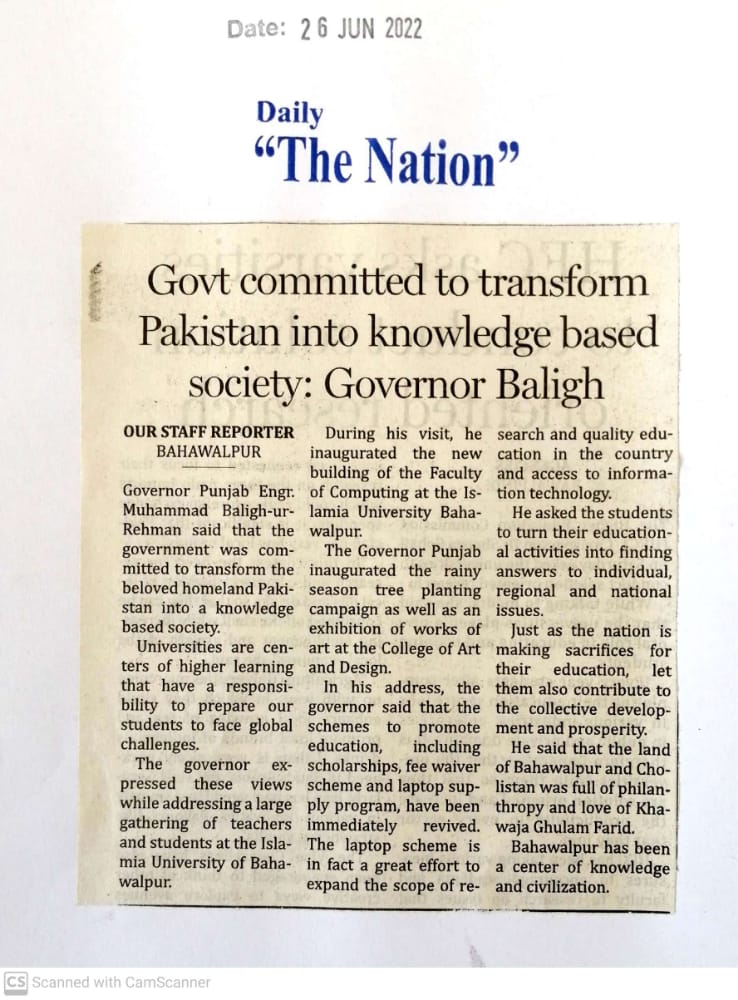 Date: 26 JUN 2022
Daily
“The Nation”
Govt committed to transform
Pakistan into knowledge based
society: Governor Baligh
OUR STAFF REPORTER
BAHAWALPUR
Governor Punjab Engr.
Muhammad Baligh-ur-
Rehman said that the
government was com-
mitted to transform the
beloved homeland Paki-
stan into a knowledge
based society.
Universities are cen-
ters of higher learning
that have a responsi-
bility to prepare our
students to face global
challenges.
The governor ex-
pressed these views
while addressing a large
gathering of teachers
and students at the Isla-
mia University of Baha-
walpur.
During his visit, he
inaugurated the new
building of the Faculty
of Computing at the Is-
lamia University Baha-
walpur.
The Governor Punjab
inaugurated the rainy
season tree planting
campaign as well as an
exhibition of works of
art at the College of Art
and Design.
In his address, the
governor said that the
schemes to promote
education, including
scholarships, fee waiver
scheme and laptop sup-
ply program, have been
immediately revived.
The laptop scheme is
in fact a great effort to
expand the scope of re-
search and quality edu-
cation in the country
and access to informa-
tion technology.
He asked the students
to turn their education-
al activities into finding
answers to individual,
regional and national
issues.
Just as the nation is
making sacrifices for
their education, let
them also contribute to
the collective develop-
ment and prosperity.
He said that the land
of Bahawalpur and Cho-
listan was full of philan-
thropy and love of Kha-
waja Ghulam Farid.
Bahawalpur has been
a center of knowledge
and civilization.
CS Scanned with CamScanner